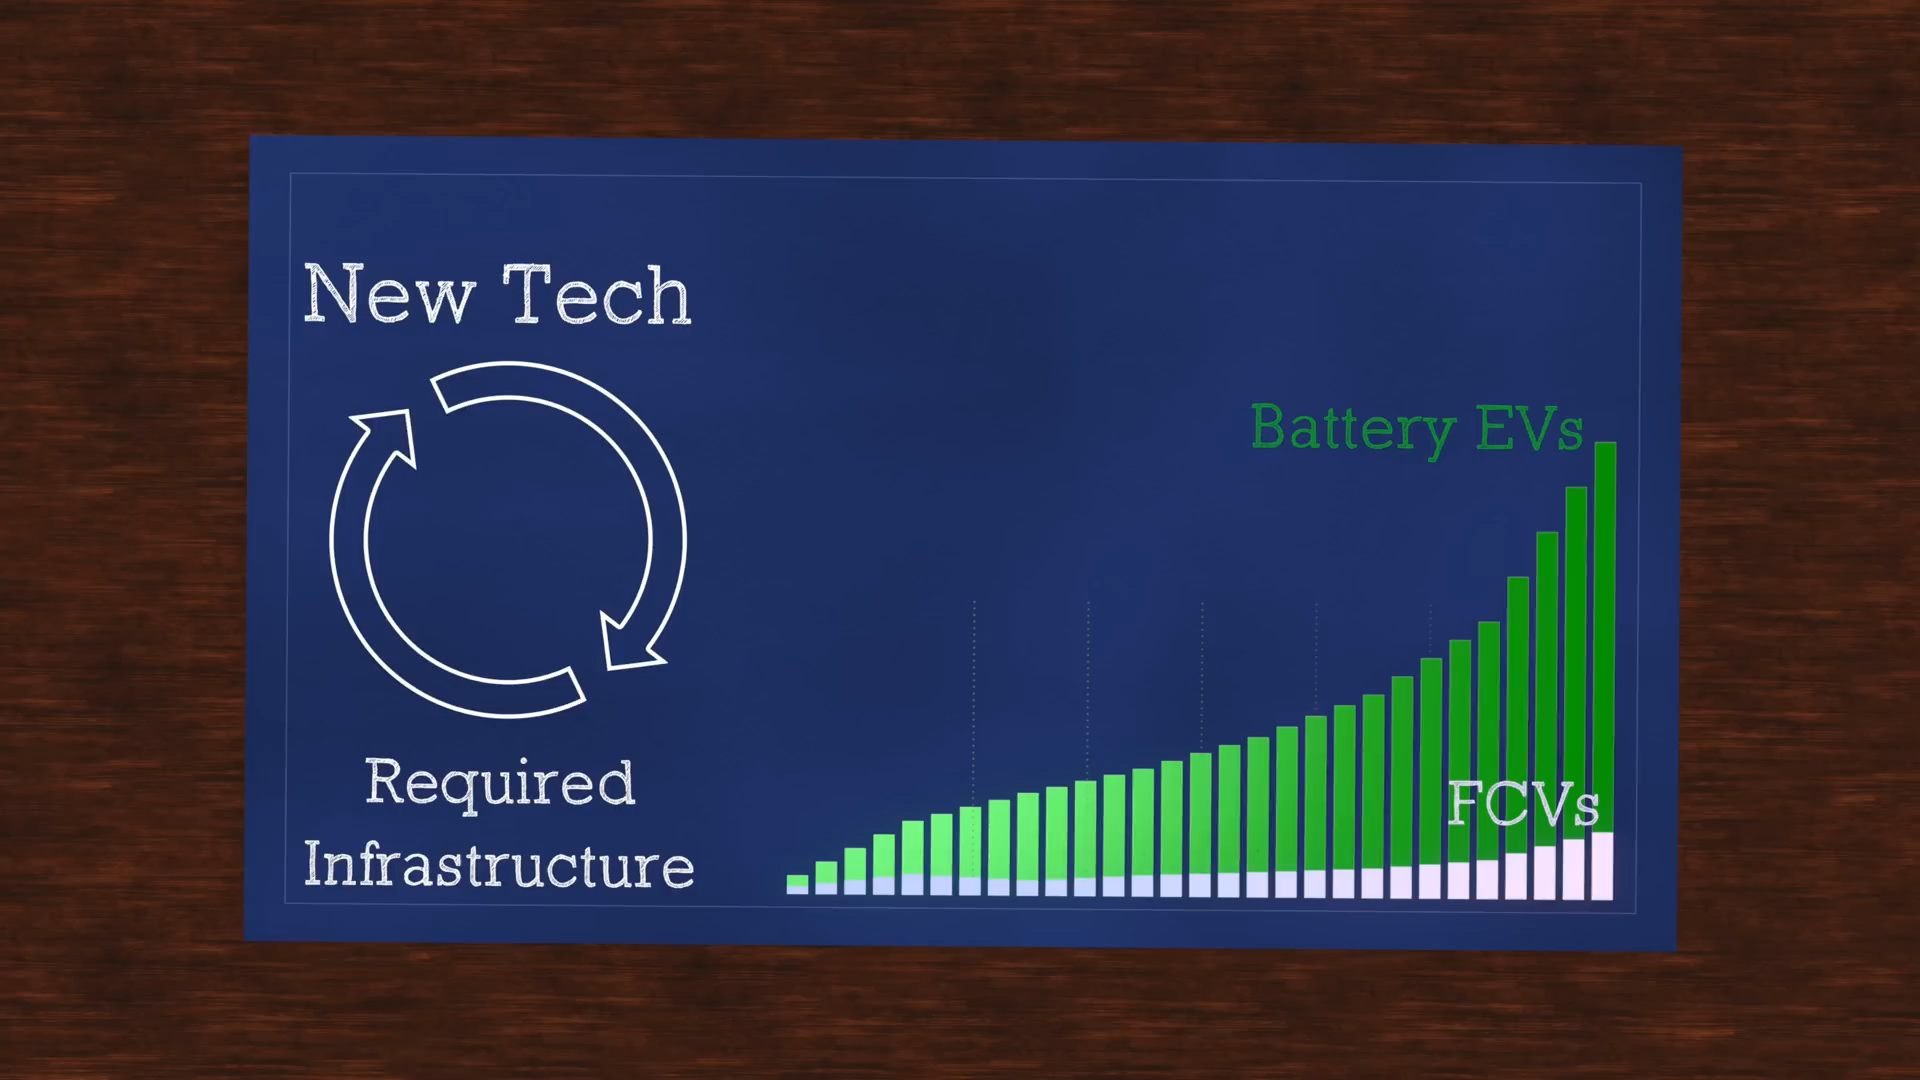 New Tech
Required
Infrastructure
Battery EVs
FCVs